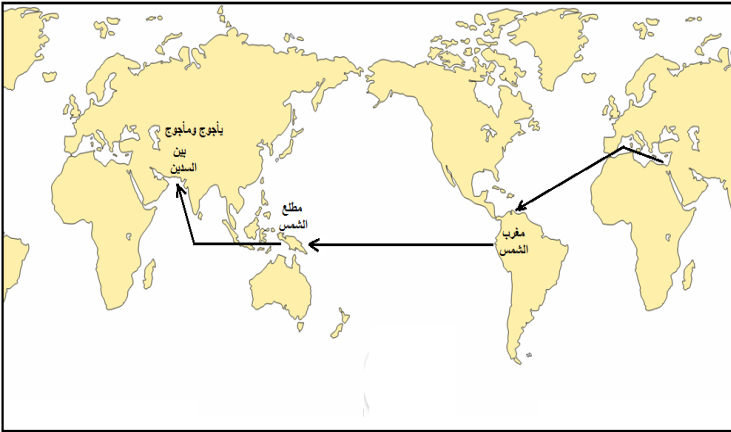 يأجوج ومأجوج
بين
السدين
مطلع
الشمس
مغرب
الشمس